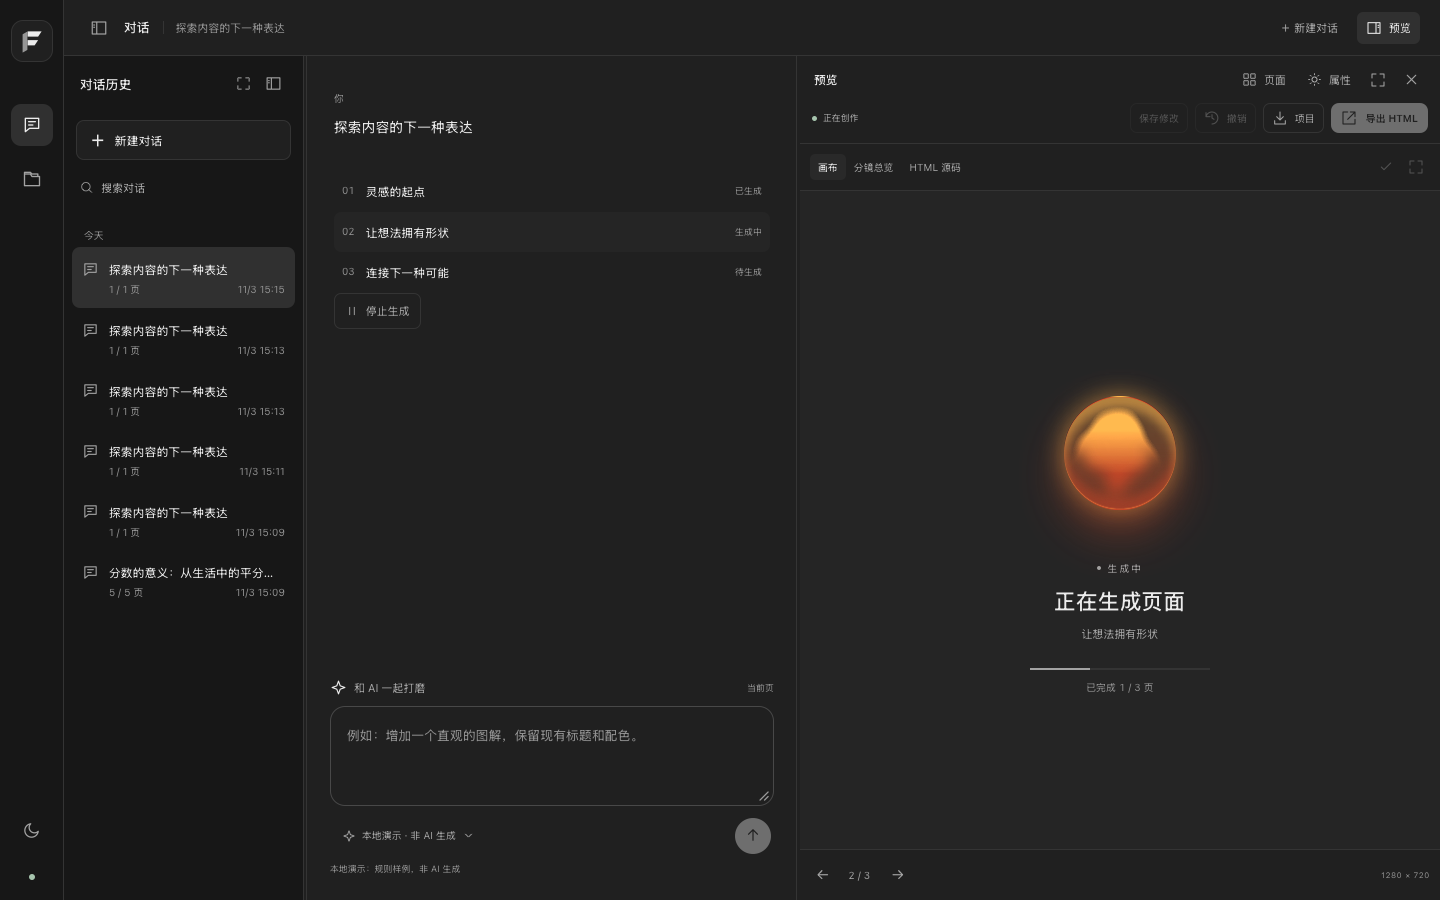 对话
探索内容的下一种表达
+ 新建对话
预览
对话历史
新建对话
搜索对话
今天
探索内容的下一种表达
1 / 1 页 11/3 15:15
探索内容的下一种表达
1 / 1 页 11/3 15:13
探索内容的下一种表达
1 / 1 页 11/3 15:13
探索内容的下一种表达
1 / 1 页 11/3 15:11
探索内容的下一种表达
1 / 1 页 11/3 15:09
分数的意义：从生活中的平分...
5 / 5 页 11/3 15:09
你
探索内容的下一种表达
01 灵感的起点 已生成
02 让想法拥有形状 生成中
03 连接下一种可能 待生成
停止生成
和 AI 一起打磨 当前页
例如：增加一个直观的图解，保留现有标题和配色。
本地演示 · 非 AI 生成
本地演示：规则样例，非 AI 生成
预览 页面 属性
正在创作 保存修改 撤销 项目 导出 HTML
画布 分镜总览 HTML 源码
生成中
正在生成页面
让想法拥有形状
已完成 1 / 3 页
2 / 3
1280 × 720